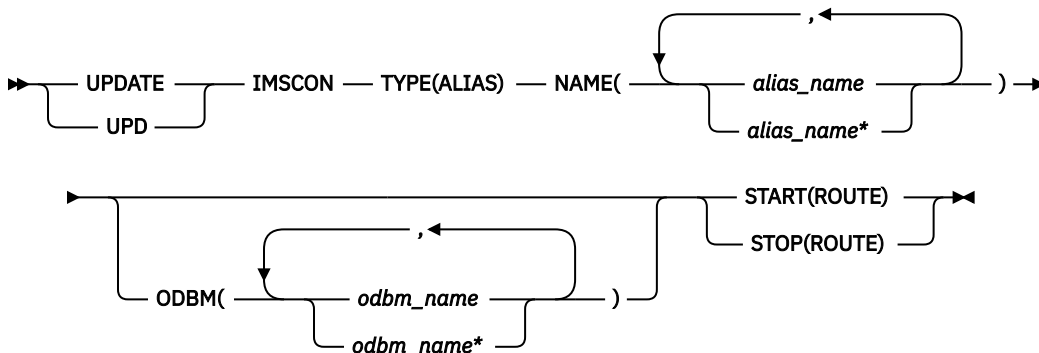 ,
UPDATE IMSCON TYPE(ALIAS) NAME( alias_name )
UPD alias_name*
START(ROUTE)
, STOP(ROUTE)
ODBM( odbm_name )
odbm_name*